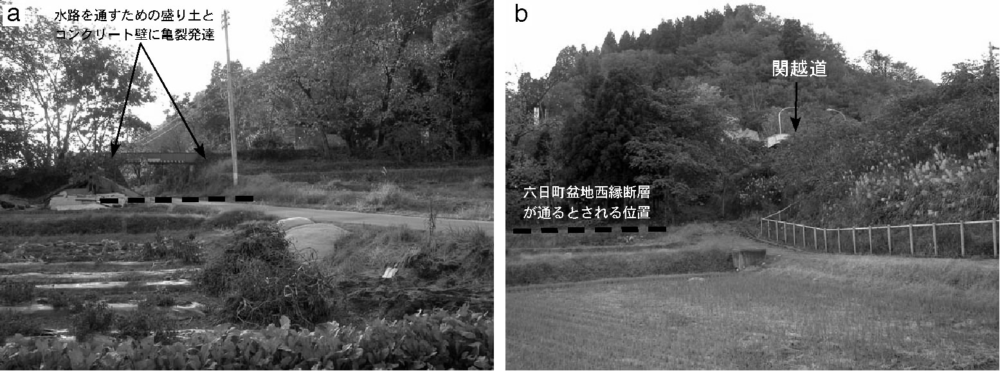 a
水路を通すための盛り土と
コンクリート壁に亀裂発達
b
関越道
六日町盆地西縁断層
が通るとされる位置